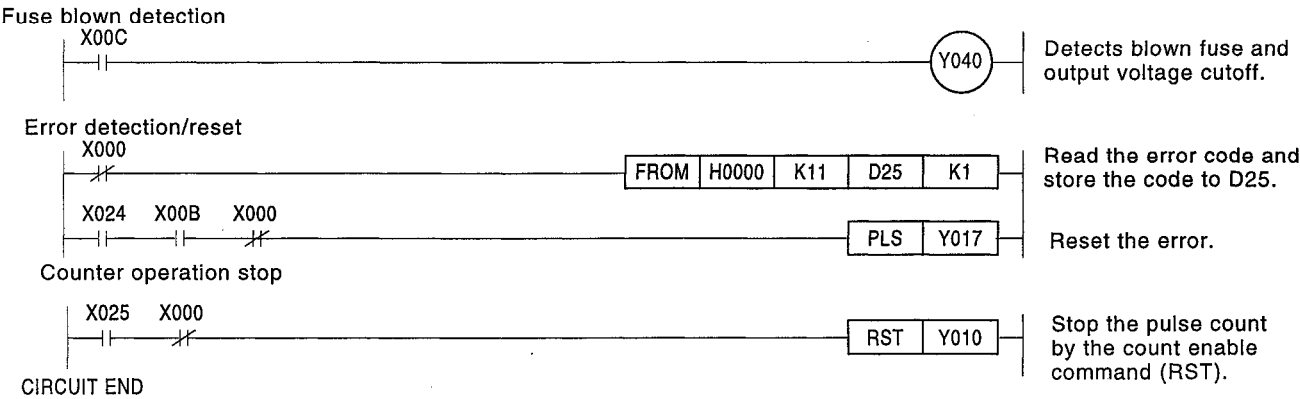 Fuse blown detection
X00C
Y040
Detects blown fuse and
output voltage cutoff.
Error detection/reset
X000
FROM H0000 K11 D25 K1
Read the error code and
store the code to D25.
X024 X00B X000
PLS Y017
Reset the error.
Counter operation stop
X025 X000
RST Y010
Stop the pulse count
by the count enable
command (RST).
CIRCUIT END